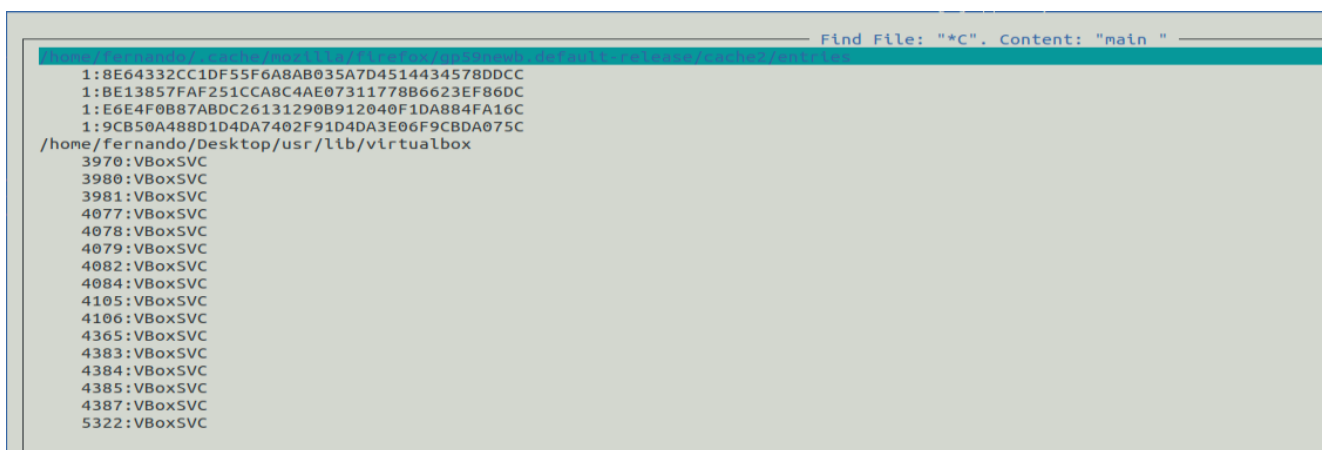 Find File: "*C". Content: "main "
/home/fernando/.cache/mozilla/firefox/gp59newb.default-release/cache2/entries
1:8E64332CC1DF55F6A8AB035A7D4514434578DDCC
1:BE13857FAF251CCA8C4AE07311778B6623EF86DC
1:E6E4F0B87ABDC26131290B912040F1DA884FA16C
1:9CB50A488D1D4DA7402F91D4DA3E06F9CBDA075C
/home/fernando/Desktop/usr/lib/virtualbox
3970:VBoxSVC
3980:VBoxSVC
3981:VBoxSVC
4077:VBoxSVC
4078:VBoxSVC
4079:VBoxSVC
4082:VBoxSVC
4084:VBoxSVC
4105:VBoxSVC
4106:VBoxSVC
4365:VBoxSVC
4383:VBoxSVC
4384:VBoxSVC
4385:VBoxSVC
4387:VBoxSVC
5322:VBoxSVC